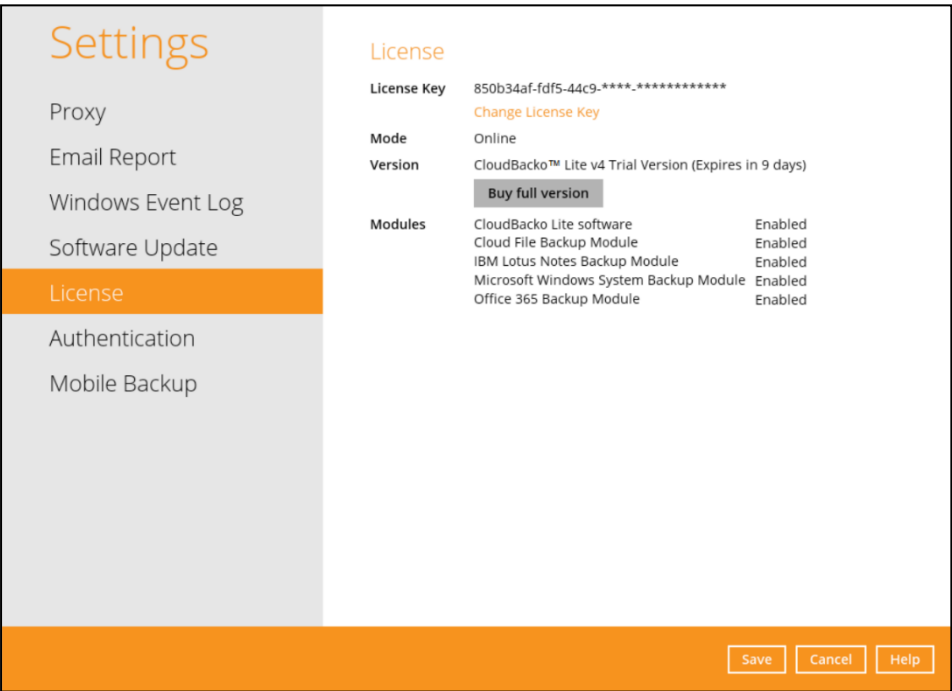 Settings
Proxy
Email Report
Windows Event Log
Software Update
License
Authentication
Mobile Backup
License
License Key 850b34af-fdf5-44c9-****-************
Change License Key
Mode Online
Version CloudBacko™ Lite v4 Trial Version (Expires in 9 days)
Buy full version
Modules CloudBacko Lite software Enabled
Cloud File Backup Module Enabled
IBM Lotus Notes Backup Module Enabled
Microsoft Windows System Backup Module Enabled
Office 365 Backup Module Enabled
Save Cancel Help